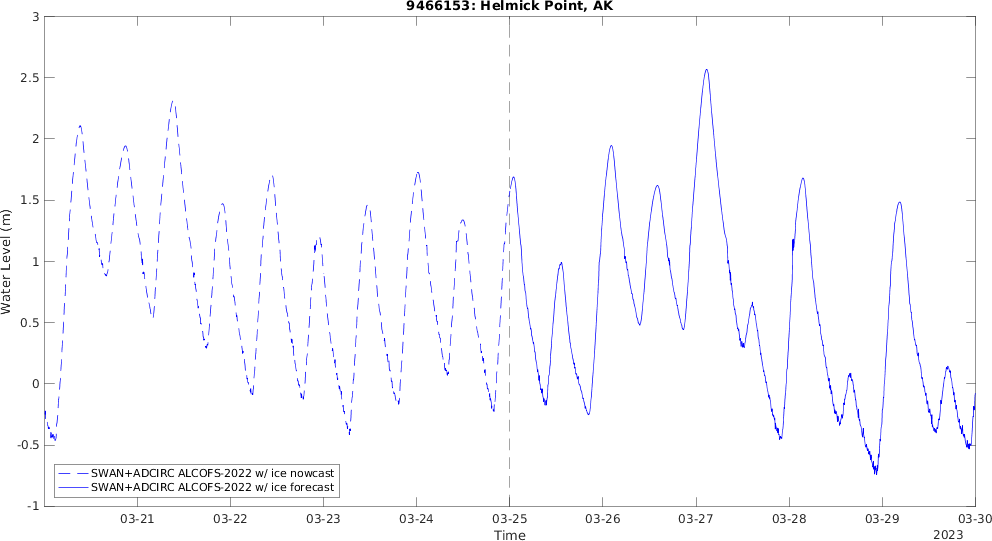 9466153: Helmick Point, AK
3
2.5
2
1.5
1
0.5
0
-0.5
-1
Water Level (m)
SWAN+ADCIRC ALCOFS-2022 w/ ice nowcast
SWAN+ADCIRC ALCOFS-2022 w/ ice forecast
03-21 03-22 03-23 03-24 03-25 03-26 03-27 03-28 03-29 03-30
Time
2023